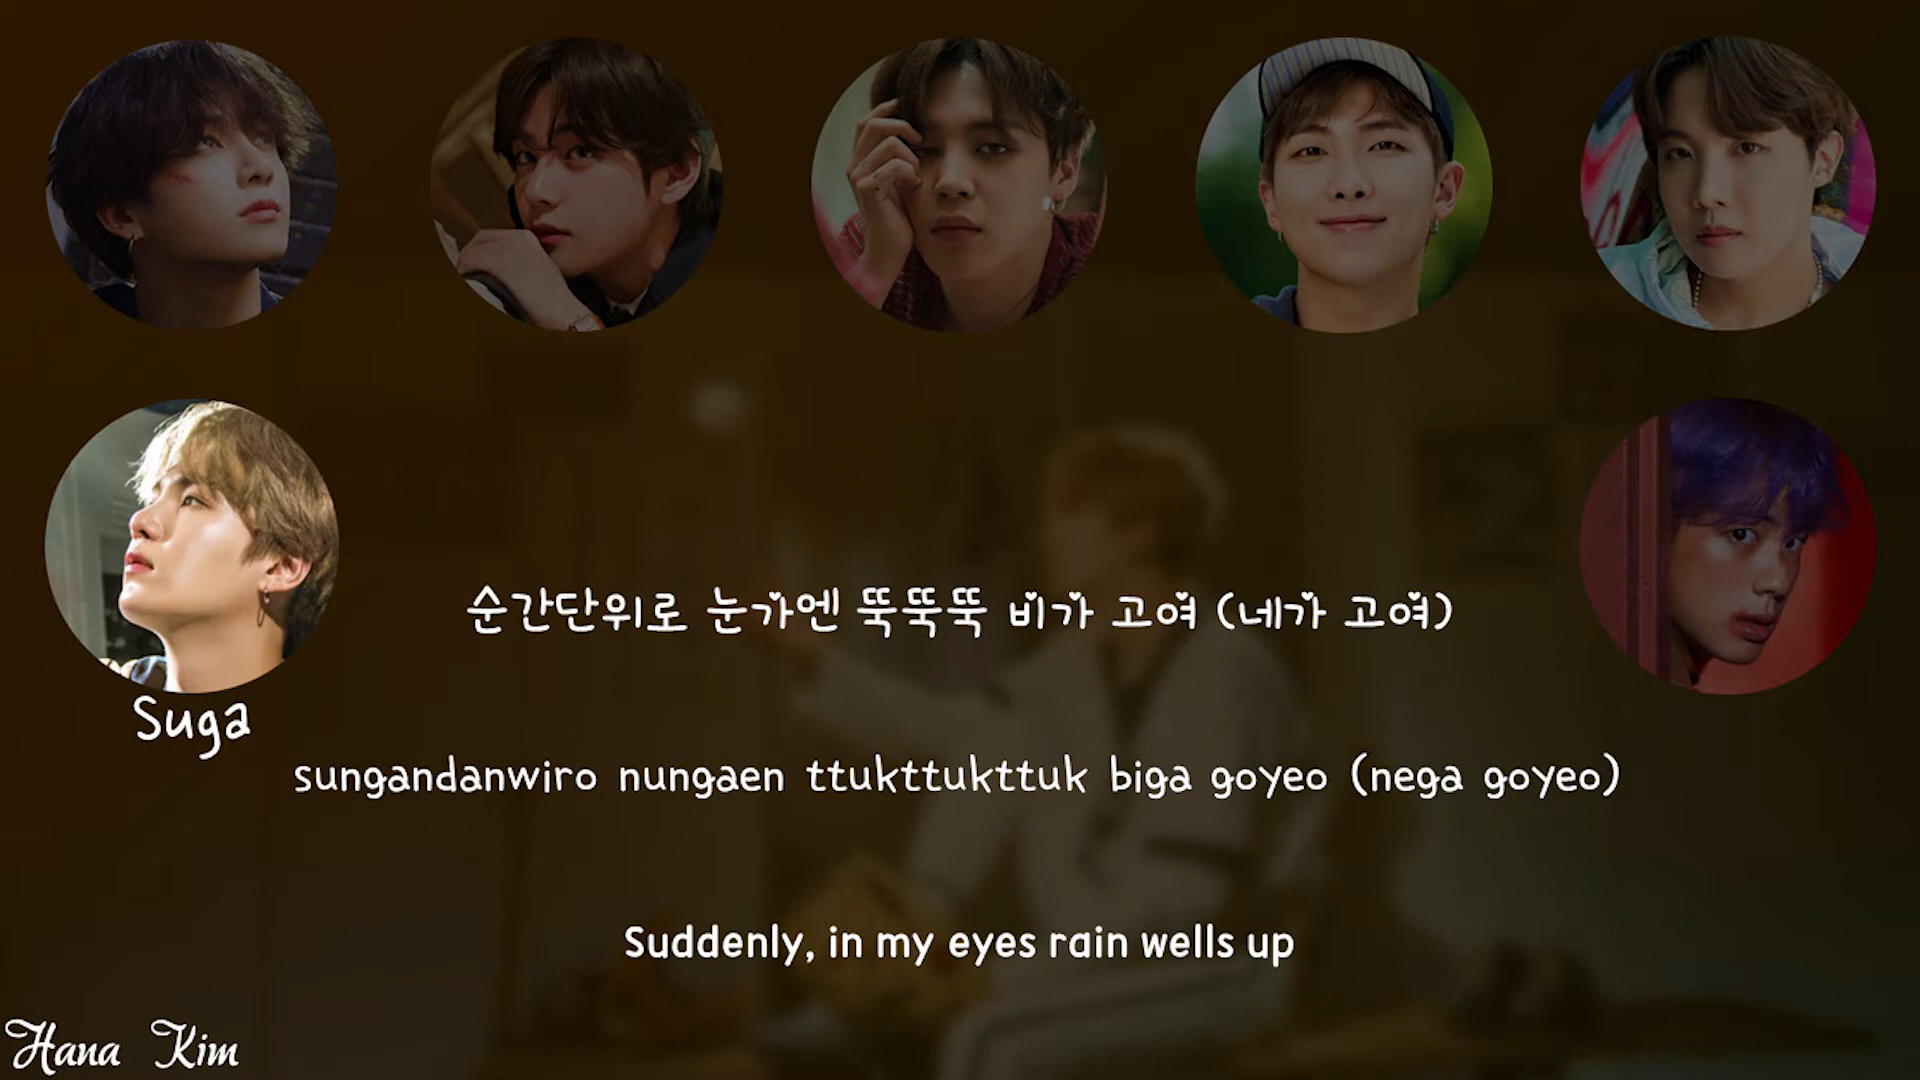 순간단위로 눈가엔 뚝뚝뚝 비가 고여 (네가 고여)
Suga
sungandanwiro nungaen ttukttukttuk biga goyeo (nega goyeo)
Suddenly, in my eyes rain wells up
Hana Kim